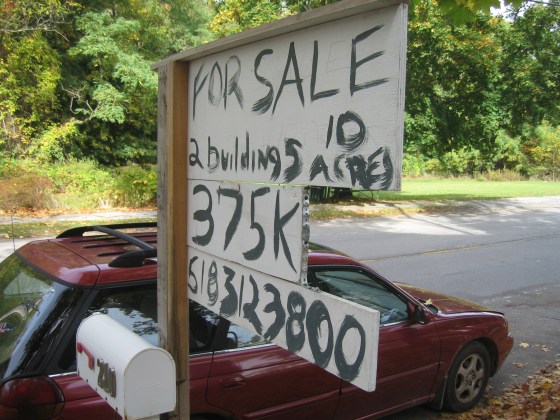 FOR SALE
10
2 buildings ACRES
375K
6183123800